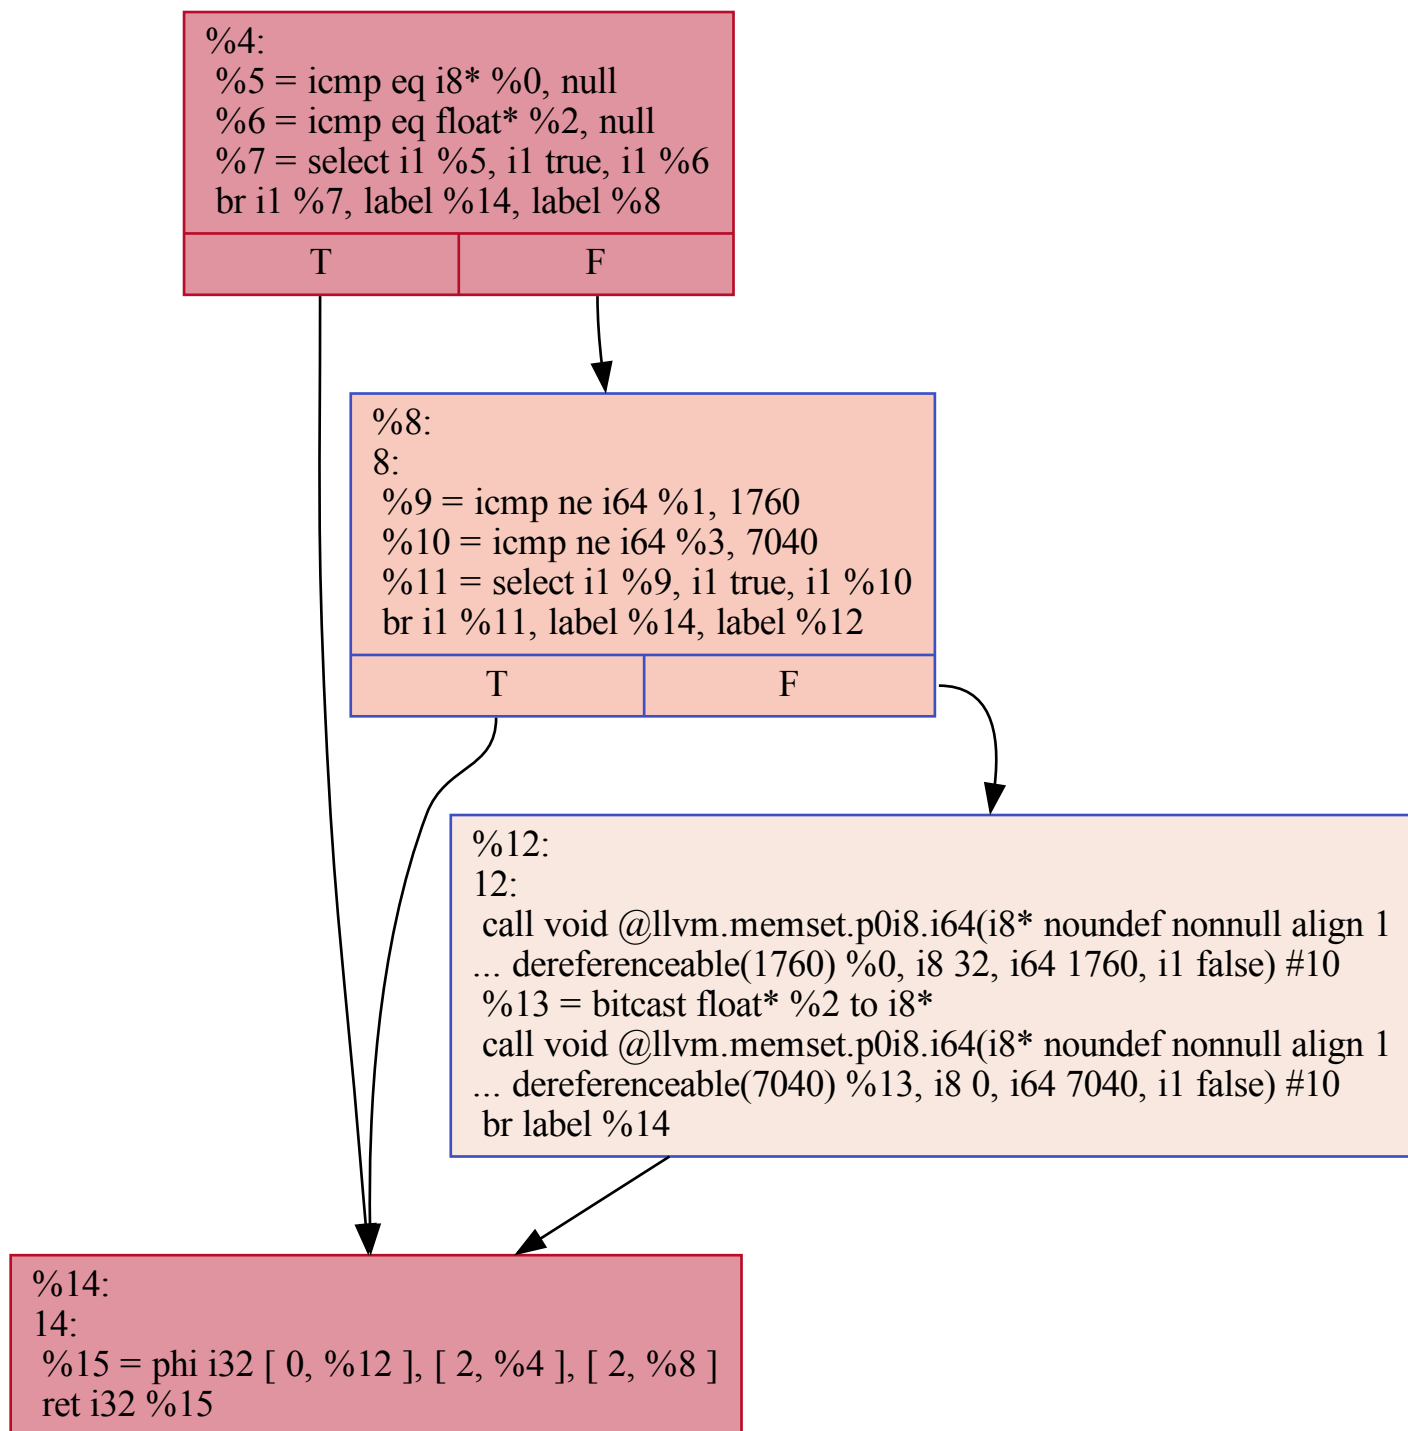 %4:
%5 = icmp eq i8* %0, null
%6 = icmp eq float* %2, null
%7 = select i1 %5, i1 true, i1 %6
br i1 %7, label %14, label %8
T F
%8:
8:
%9 = icmp ne i64 %1, 1760
%10 = icmp ne i64 %3, 7040
%11 = select i1 %9, i1 true, i1 %10
br i1 %11, label %14, label %12
T F
%12:
12:
call void @llvm.memset.p0i8.i64(i8* noundef nonnull align 1
... dereferenceable(1760) %0, i8 32, i64 1760, i1 false) #10
%13 = bitcast float* %2 to i8*
call void @llvm.memset.p0i8.i64(i8* noundef nonnull align 1
... dereferenceable(7040) %13, i8 0, i64 7040, i1 false) #10
br label %14
%14:
14:
%15 = phi i32 [ 0, %12 ], [ 2, %4 ], [ 2, %8 ]
ret i32 %15